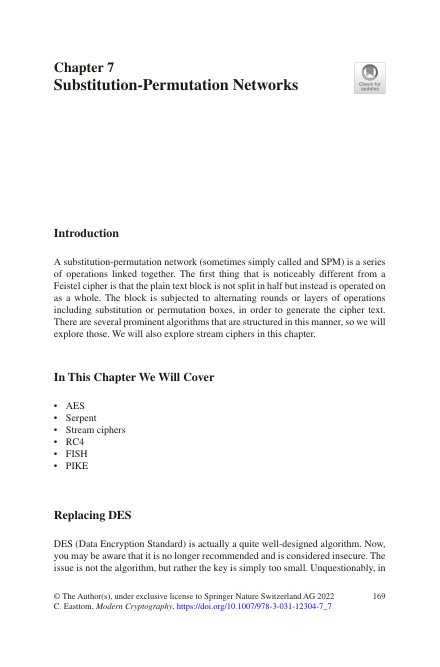 Chapter 7
Substitution-Permutation Networks
Check for
updates
Introduction
A substitution-permutation network (sometimes simply called and SPM) is a series
of operations linked together. The first thing that is noticeably different from a
Feistel cipher is that the plain text block is not split in half but instead is operated on
as a whole. The block is subjected to alternating rounds or layers of operations
including substitution or permutation boxes, in order to generate the cipher text.
There are several prominent algorithms that are structured in this manner, so we will
explore those. We will also explore stream ciphers in this chapter.
In This Chapter We Will Cover
• AES
• Serpent
• Stream ciphers
• RC4
• FISH
• PIKE
Replacing DES
DES (Data Encryption Standard) is actually a quite well-designed algorithm. Now,
you may be aware that it is no longer recommended and is considered insecure. The
issue is not the algorithm, but rather the key is simply too small. Unquestionably, in
© The Author(s), under exclusive license to Springer Nature Switzerland AG 2022 169
C. Easttom, Modern Cryptography, https://doi.org/10.1007/978-3-031-12304-7_7